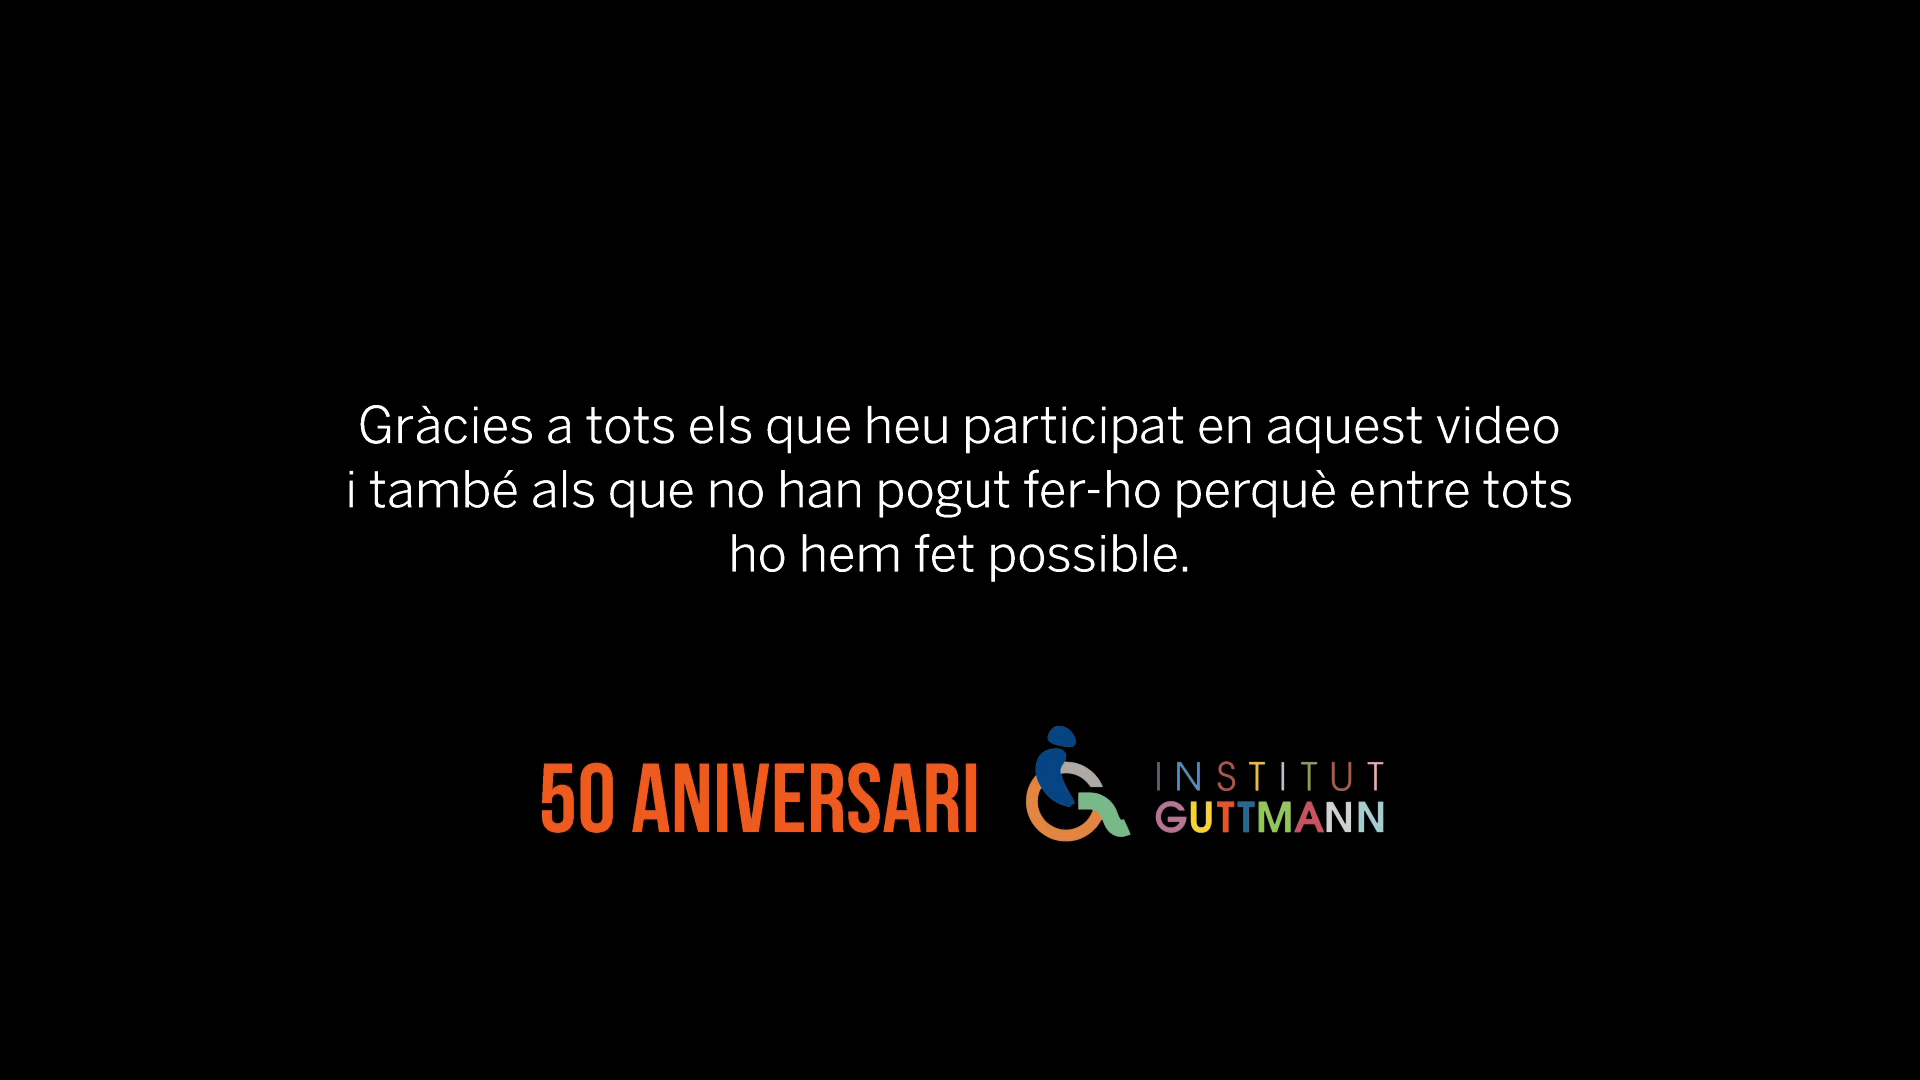 Gràcies a tots els que heu participat en aquest video
i també als que no han pogut fer-ho perquè entre tots
ho hem fet possible.
50 ANIVERSARI
INSTITUT
GUTTMANN